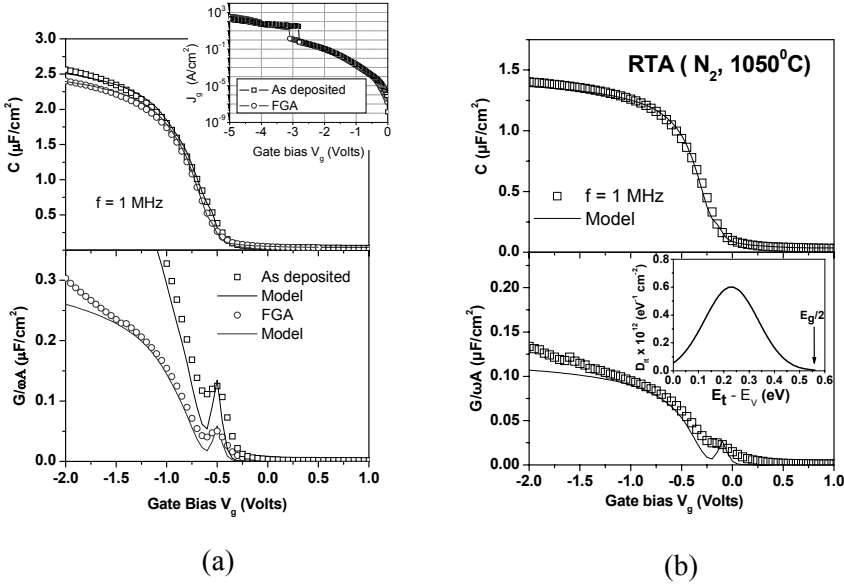 3.0
2.5
2.0
1.5
1.0
0.5
C (µF/cm²)
f = 1 MHz
J_g (A/cm²)
10³
10¹
10⁻¹
10⁻³
10⁻⁵
10⁻⁷
10⁻⁹
As deposited
FGA
-5 -4 -3 -2 -1 0
Gate bias V_g (Volts)
0.3
0.2
0.1
0.0
G/ωA (µF/cm²)
As deposited
Model
FGA
Model
-2.0 -1.5 -1.0 -0.5 0.0 0.5 1.0
Gate Bias V_g (Volts)
(a)
RTA ( N₂, 1050⁰C)
1.5
1.0
0.5
0.0
C (µF/cm²)
f = 1 MHz
Model
0.20
0.15
0.10
0.05
0.00
G/ωA (µF/cm²)
D_it x 10¹² (eV⁻¹ cm⁻²)
0.8
0.6
0.4
0.2
0.0
E_g/2
0.0 0.2 0.4 0.6
E_t - E_V (eV)
-2.0 -1.5 -1.0 -0.5 0.0 0.5 1.0
Gate bias V_g (Volts)
(b)